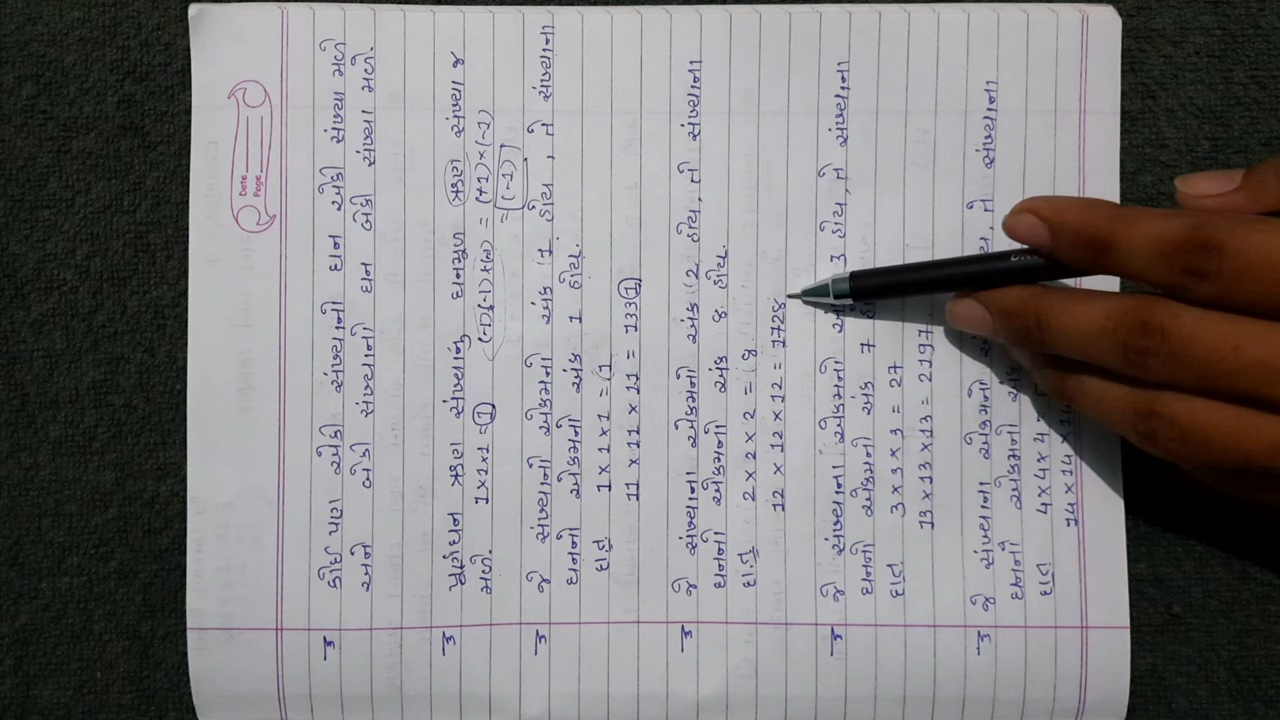 Date
Page
કોઈ પણ એકી સંખ્યાનો ઘન એકી સંખ્યા મળે
અને બેકી સંખ્યાનો ઘન બેકી સંખ્યા મળે.
પૂર્ણઘન ઋણ સંખ્યાનું ઘનમૂળ ઋણ સંખ્યા જ
મળે. 1×1×1 = 1 (-1)×(-1)×(-1) = (+1)×(-1)
= (-1)
જે સંખ્યાનો એકમનો અંક 1 હોય, તે સંખ્યાના
ઘનનો એકમનો અંક 1 હોય.
દા.ત 1 × 1 × 1 = 1
11 × 11 × 11 = 1331
જે સંખ્યાના એકમનો અંક 2 હોય, તો સંખ્યાના
ઘનનો એકમનો અંક 8 હોય.
દા.ત 2 × 2 × 2 = 8
12 × 12 × 12 = 1728
જે સંખ્યાના એકમનો 3 હોય, તે સંખ્યાના
ઘનનો એકમનો અંક 7
દાત 3 × 3 × 3 = 27
13 × 13 × 13 = 2197
જે સંખ્યાના એકમનો તે સંખ્યાના
ઘનનો એકમનો અંક
દાત 4 × 4 × 4 =
14 × 14 × 14